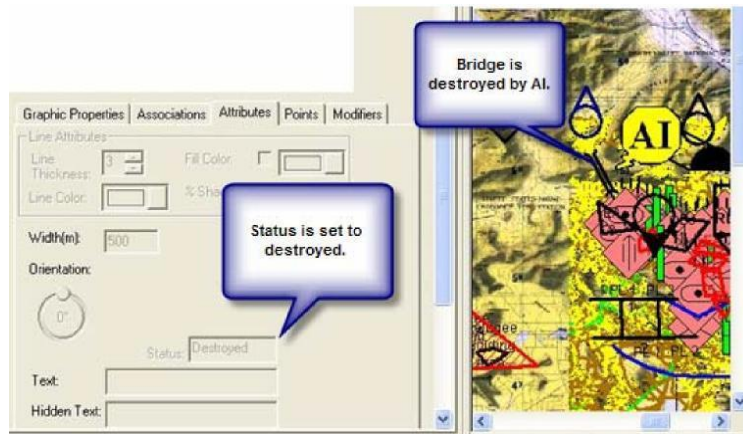 Bridge is
destroyed by AI.
Graphic Properties
Associations
Attributes
Points
Modifiers
Line Attributes
Line
Thickness:
3
Fill Color:
Line Color:
Status is set to
destroyed.
Width(m):
500
Orientation:
0°
Status: Destroyed
Text:
Hidden Text:
AI